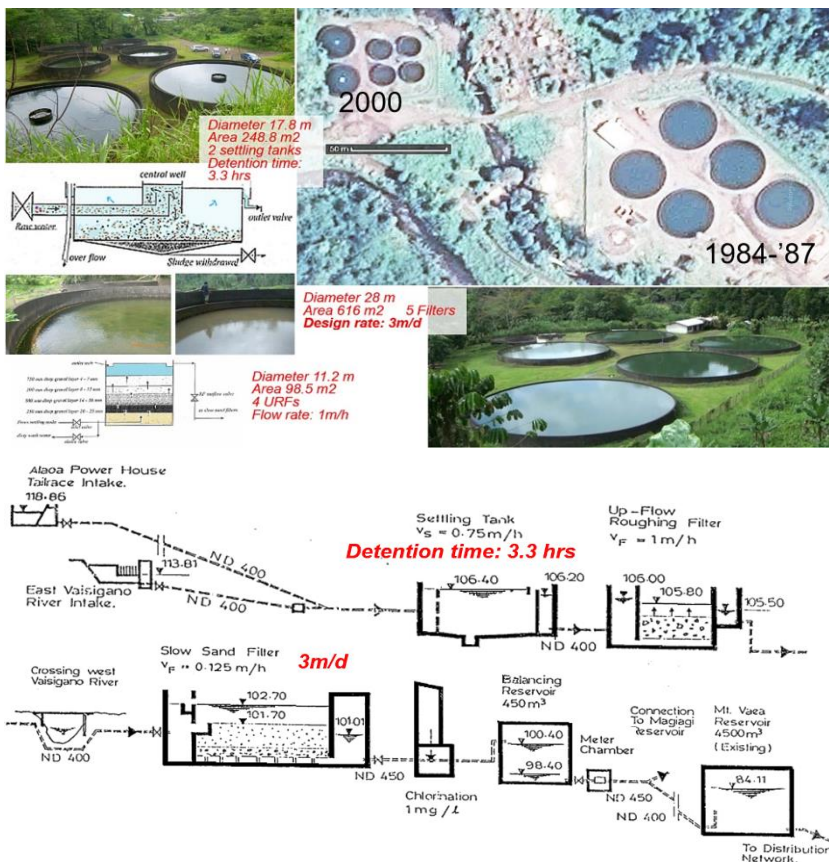 2000
50 m
1984-'87
Diameter 17.8 m
Area 248.8 m2
2 settling tanks
Detention time:
3.3 hrs
central well
Raw water
outlet valve
over flow
Sludge withdrawal
Diameter 28 m
Area 616 m2 5 Filters
Design rate: 3m/d
Diameter 11.2 m
Area 98.5 m2
4 URFs
Flow rate: 1m/h
Alaoa Power House
Tailrace Intake.
118.86
113.81
ND 400
East Vaisigano
River Intake.
ND 400
Settling Tank
vs = 0.75m/h
Detention time: 3.3 hrs
106.40
106.20
Up-Flow
Roughing Filter
VF = 1m/h
106.00
105.80
105.50
ND 400
Crossing west
Vaisigano River
ND 400
Slow Sand Filter
VF = 0.125 m/h
3m/d
102.70
101.70
101.01
ND 450
Chlorination
1 mg / l
Balancing
Reservoir
450m³
100.40
98.40
Meter
Chamber
Connection
To Magiagi
Reservoir
ND 450
ND 400
Mt. Vaea
Reservoir
4500m³
(Existing)
84.11
To Distribution
Network.